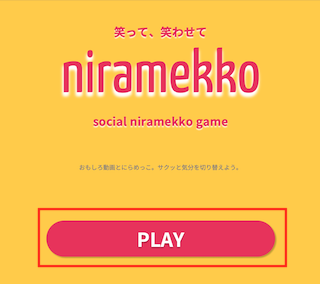 笑って、笑わせて
niramekko
social niramekko game
おもしろ動画とにらめっこ。サクッと気分を切り替えよう。
PLAY